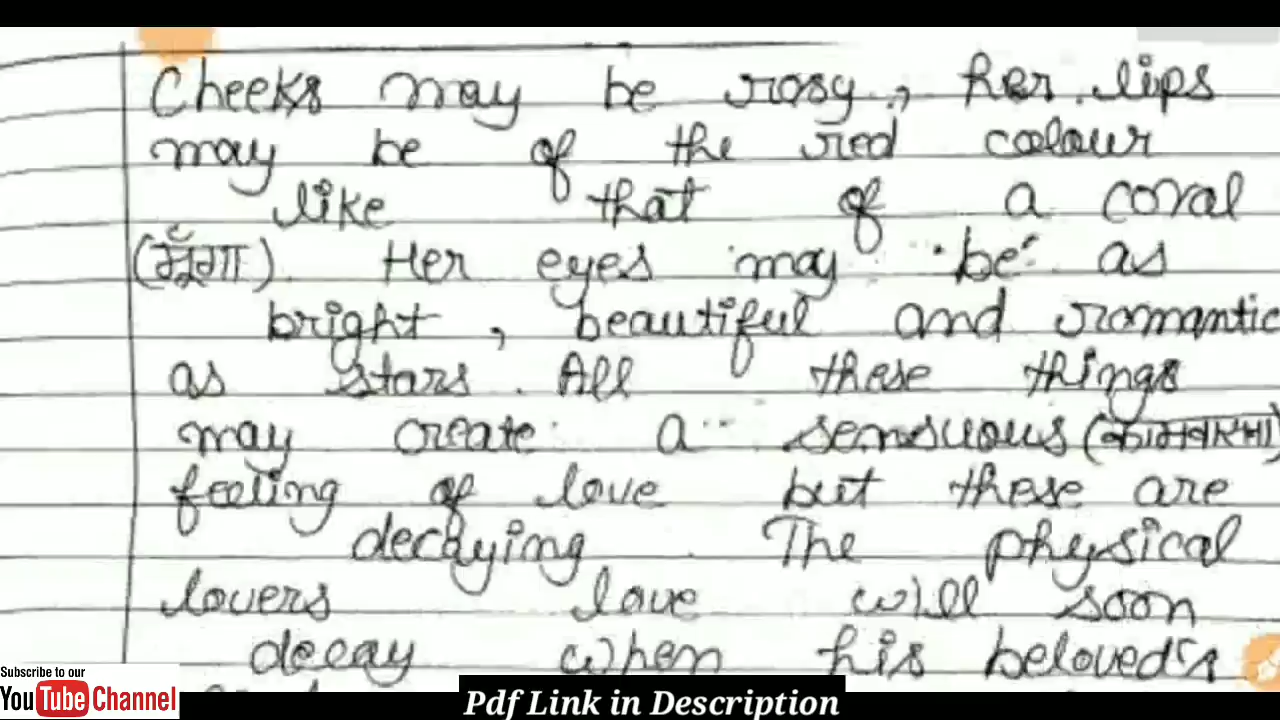 Cheeks may be rosy, her lips
may be of the red colour
like that of a coral
(मूँगा). Her eyes may be as
bright, beautiful and romantic
as stars. All these things
may create a sensuous (कामवासना)
feeling of love but these are
decaying. The physical
lovers love will soon
decay when his beloved's
Subscribe to our
YouTube Channel
Pdf Link in Description